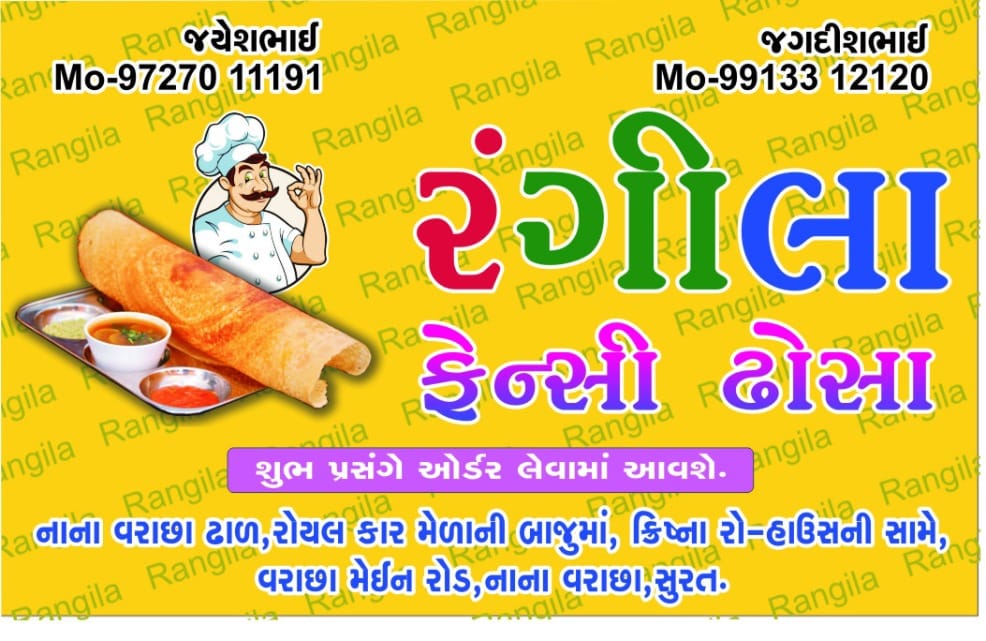 જયેશભાઈ
Mo-97270 11191
જગદીશભાઈ
Mo-99133 12120
રંગીલા
ફેન્સી ઢોસા
શુભ પ્રસંગે ઓર્ડર લેવામાં આવશે.
નાના વરાછા ઢાળ,રોયલ કાર મેળાની બાજુમાં, ક્રિષ્ના રો-હાઉસની સામે,
વરાછા મેઈન રોડ,નાના વરાછા,સુરત.
Rangila